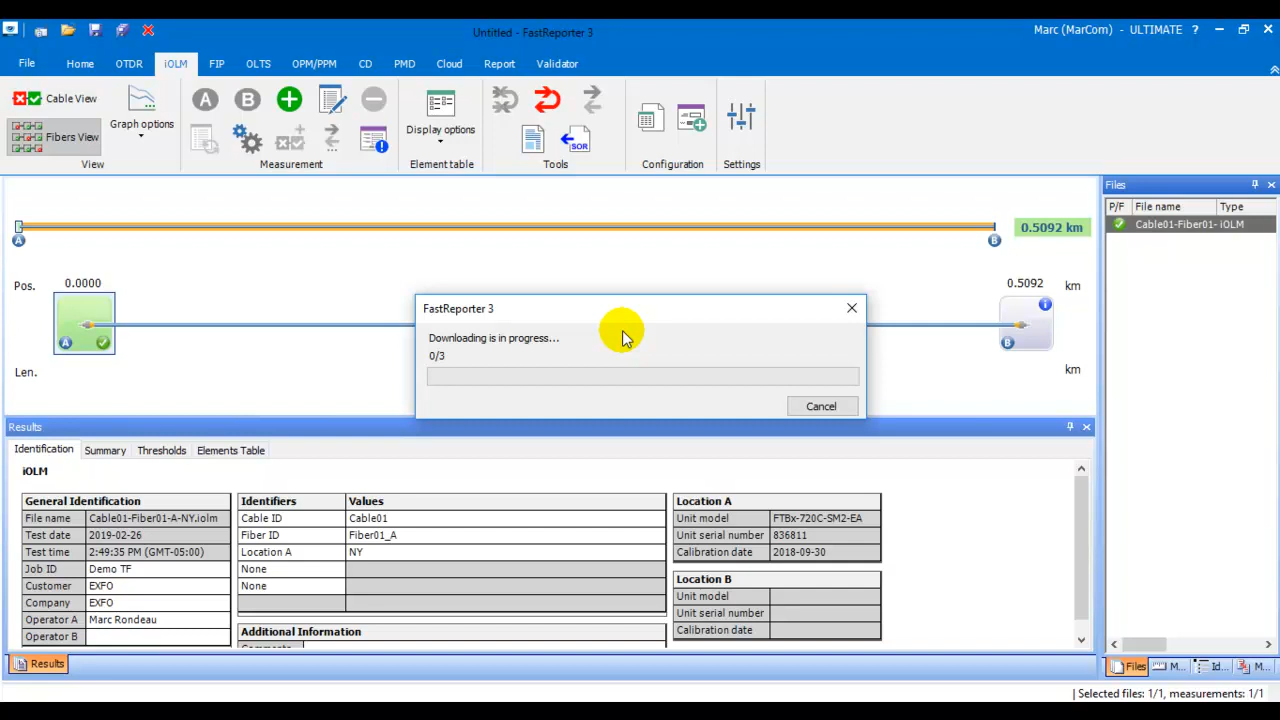 Untitled - FastReporter 3
Marc (MarCom) - ULTIMATE ?
File Home OTDR iOLM FIP OLTS OPM/PPM CD PMD Cloud Report Validator
Cable View
Fibers View
Graph options
View
A B
Measurement
Display options
Element table
SOR
Tools
Configuration
Settings
A
B
0.5092 km
Pos. 0.0000 0.5092 km
A
B
Len. km
FastReporter 3
Downloading is in progress...
0/3
Cancel
Files
P/F File name Type
Cable01-Fiber01- iOLM
Results
Identification Summary Thresholds Elements Table
iOLM
General Identification
File name Cable01-Fiber01-A-NY.iolm
Test date 2019-02-26
Test time 2:49:35 PM (GMT-05:00)
Job ID Demo TF
Customer EXFO
Company EXFO
Operator A Marc Rondeau
Operator B
Identifiers Values
Cable ID Cable01
Fiber ID Fiber01_A
Location A NY
None
None
Additional Information
Location A
Unit model FTBx-720C-SM2-EA
Unit serial number 836811
Calibration date 2018-09-30
Location B
Unit model
Unit serial number
Calibration date
Results
Files M... Id... M...
Selected files: 1/1, measurements: 1/1